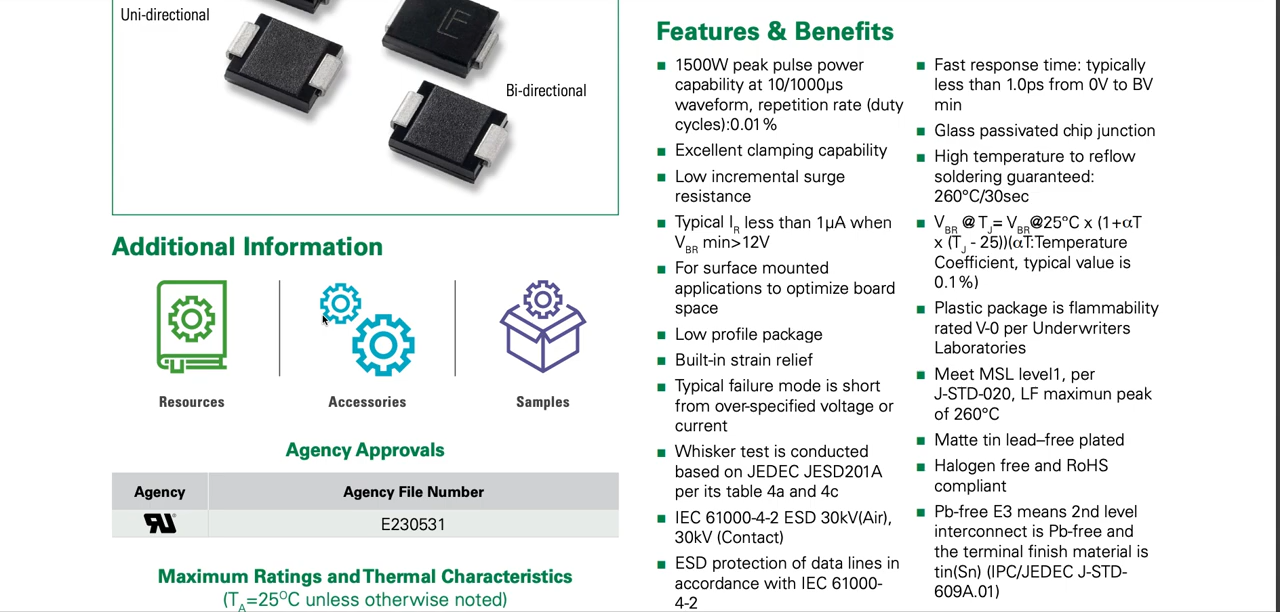 Uni-directional
LF
Bi-directional
Additional Information
Resources
Accessories
Samples
Agency Approvals
Agency
Agency File Number
E230531
Maximum Ratings and Thermal Characteristics
(TA=25OC unless otherwise noted)
Features & Benefits
■ 1500W peak pulse power
capability at 10/1000μs
waveform, repetition rate (duty
cycles):0.01%
■ Excellent clamping capability
■ Low incremental surge
resistance
■ Typical IR less than 1μA when
VBR min>12V
■ For surface mounted
applications to optimize board
space
■ Low profile package
■ Built-in strain relief
■ Typical failure mode is short
from over-specified voltage or
current
■ Whisker test is conducted
based on JEDEC JESD201A
per its table 4a and 4c
■ IEC 61000-4-2 ESD 30kV(Air),
30kV (Contact)
■ ESD protection of data lines in
accordance with IEC 61000-
4-2
■ Fast response time: typically
less than 1.0ps from 0V to BV
min
■ Glass passivated chip junction
■ High temperature to reflow
soldering guaranteed:
260°C/30sec
■ VBR @ TJ= VBR@25°C x (1+αT
x (TJ - 25))(αT:Temperature
Coefficient, typical value is
0.1%)
■ Plastic package is flammability
rated V-0 per Underwriters
Laboratories
■ Meet MSL level1, per
J-STD-020, LF maximun peak
of 260°C
■ Matte tin lead–free plated
■ Halogen free and RoHS
compliant
■ Pb-free E3 means 2nd level
interconnect is Pb-free and
the terminal finish material is
tin(Sn) (IPC/JEDEC J-STD-
609A.01)